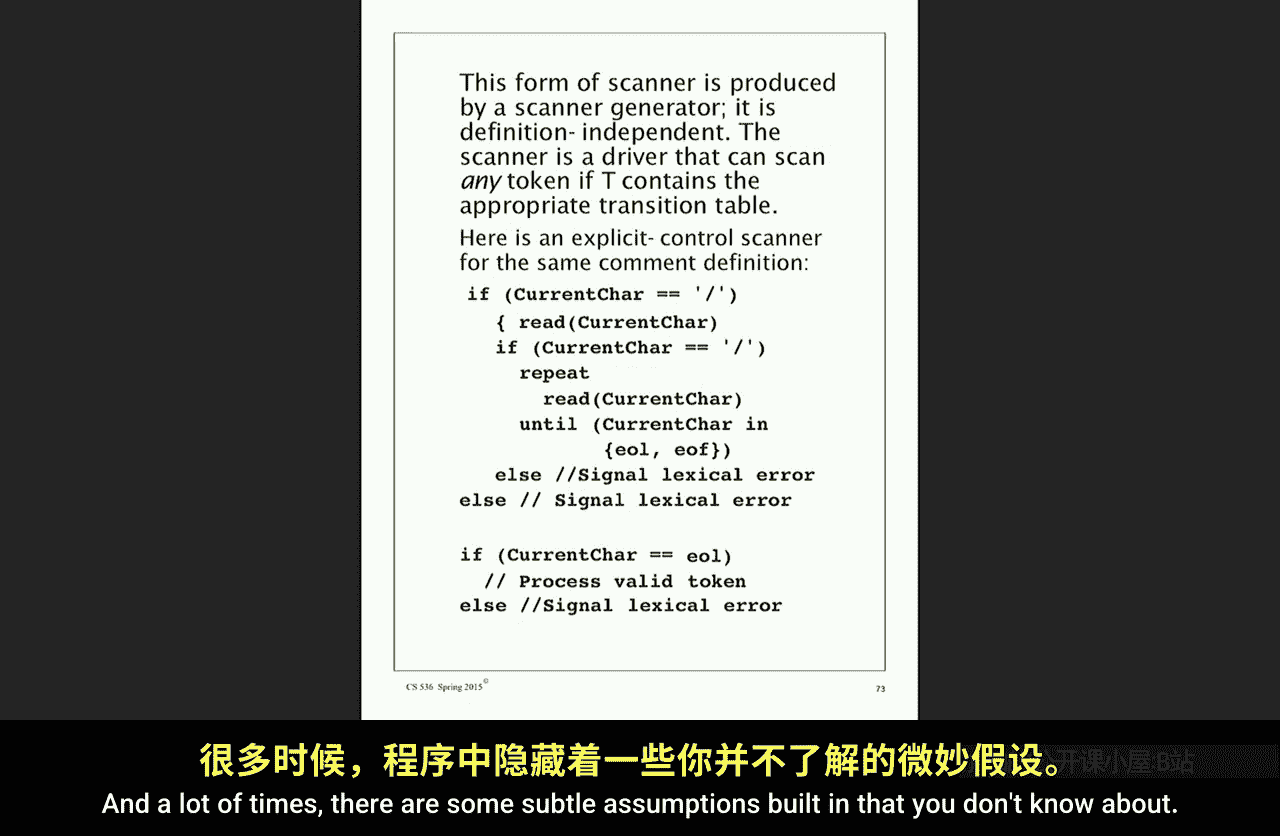 This form of scanner is produced
by a scanner generator; it is
definition- independent. The
scanner is a driver that can scan
any token if T contains the
appropriate transition table.
Here is an explicit- control scanner
for the same comment definition:
if (CurrentChar == '/')
{ read(CurrentChar)
if (CurrentChar == '/')
repeat
read(CurrentChar)
until (CurrentChar in
{eol, eof})
else //Signal lexical error
else // Signal lexical error
if (CurrentChar == eol)
// Process valid token
else //Signal lexical error
CS 536 Spring 2015©
73
很多时候，程序中隐藏着一些你并不了解的微妙假设。
开课小屋 B站
And a lot of times, there are some subtle assumptions built in that you don't know about.